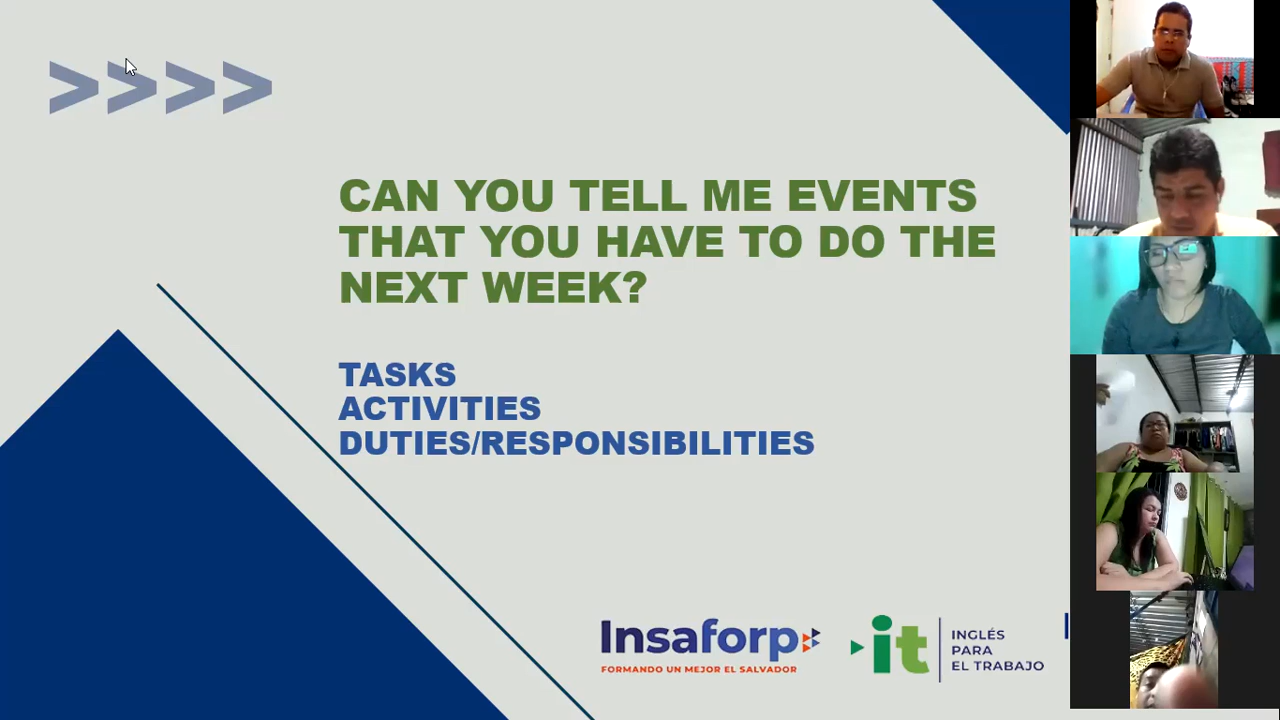 >>>>
CAN YOU TELL ME EVENTS
THAT YOU HAVE TO DO THE
NEXT WEEK?
TASKS
ACTIVITIES
DUTIES/RESPONSIBILITIES
Insaforp
FORMANDO UN MEJOR EL SALVADOR
it
INGLÉS
PARA
EL TRABAJO